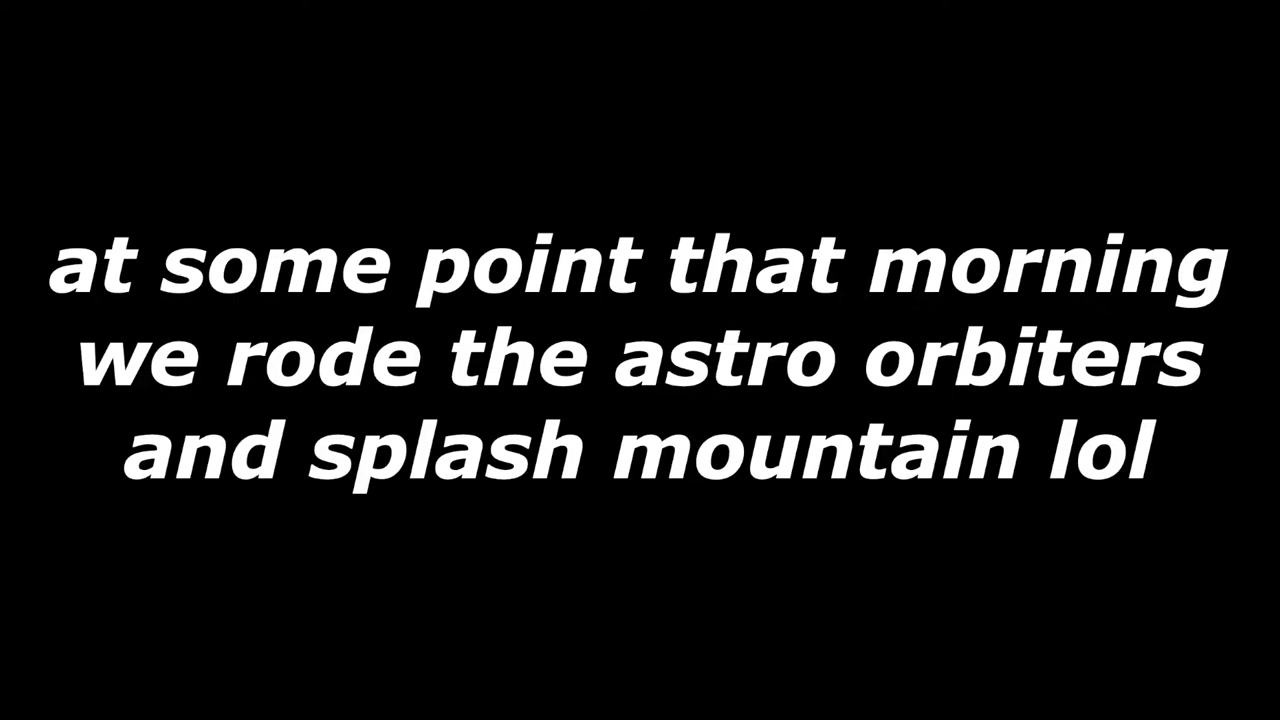 at some point that morning
we rode the astro orbiters
and splash mountain lol